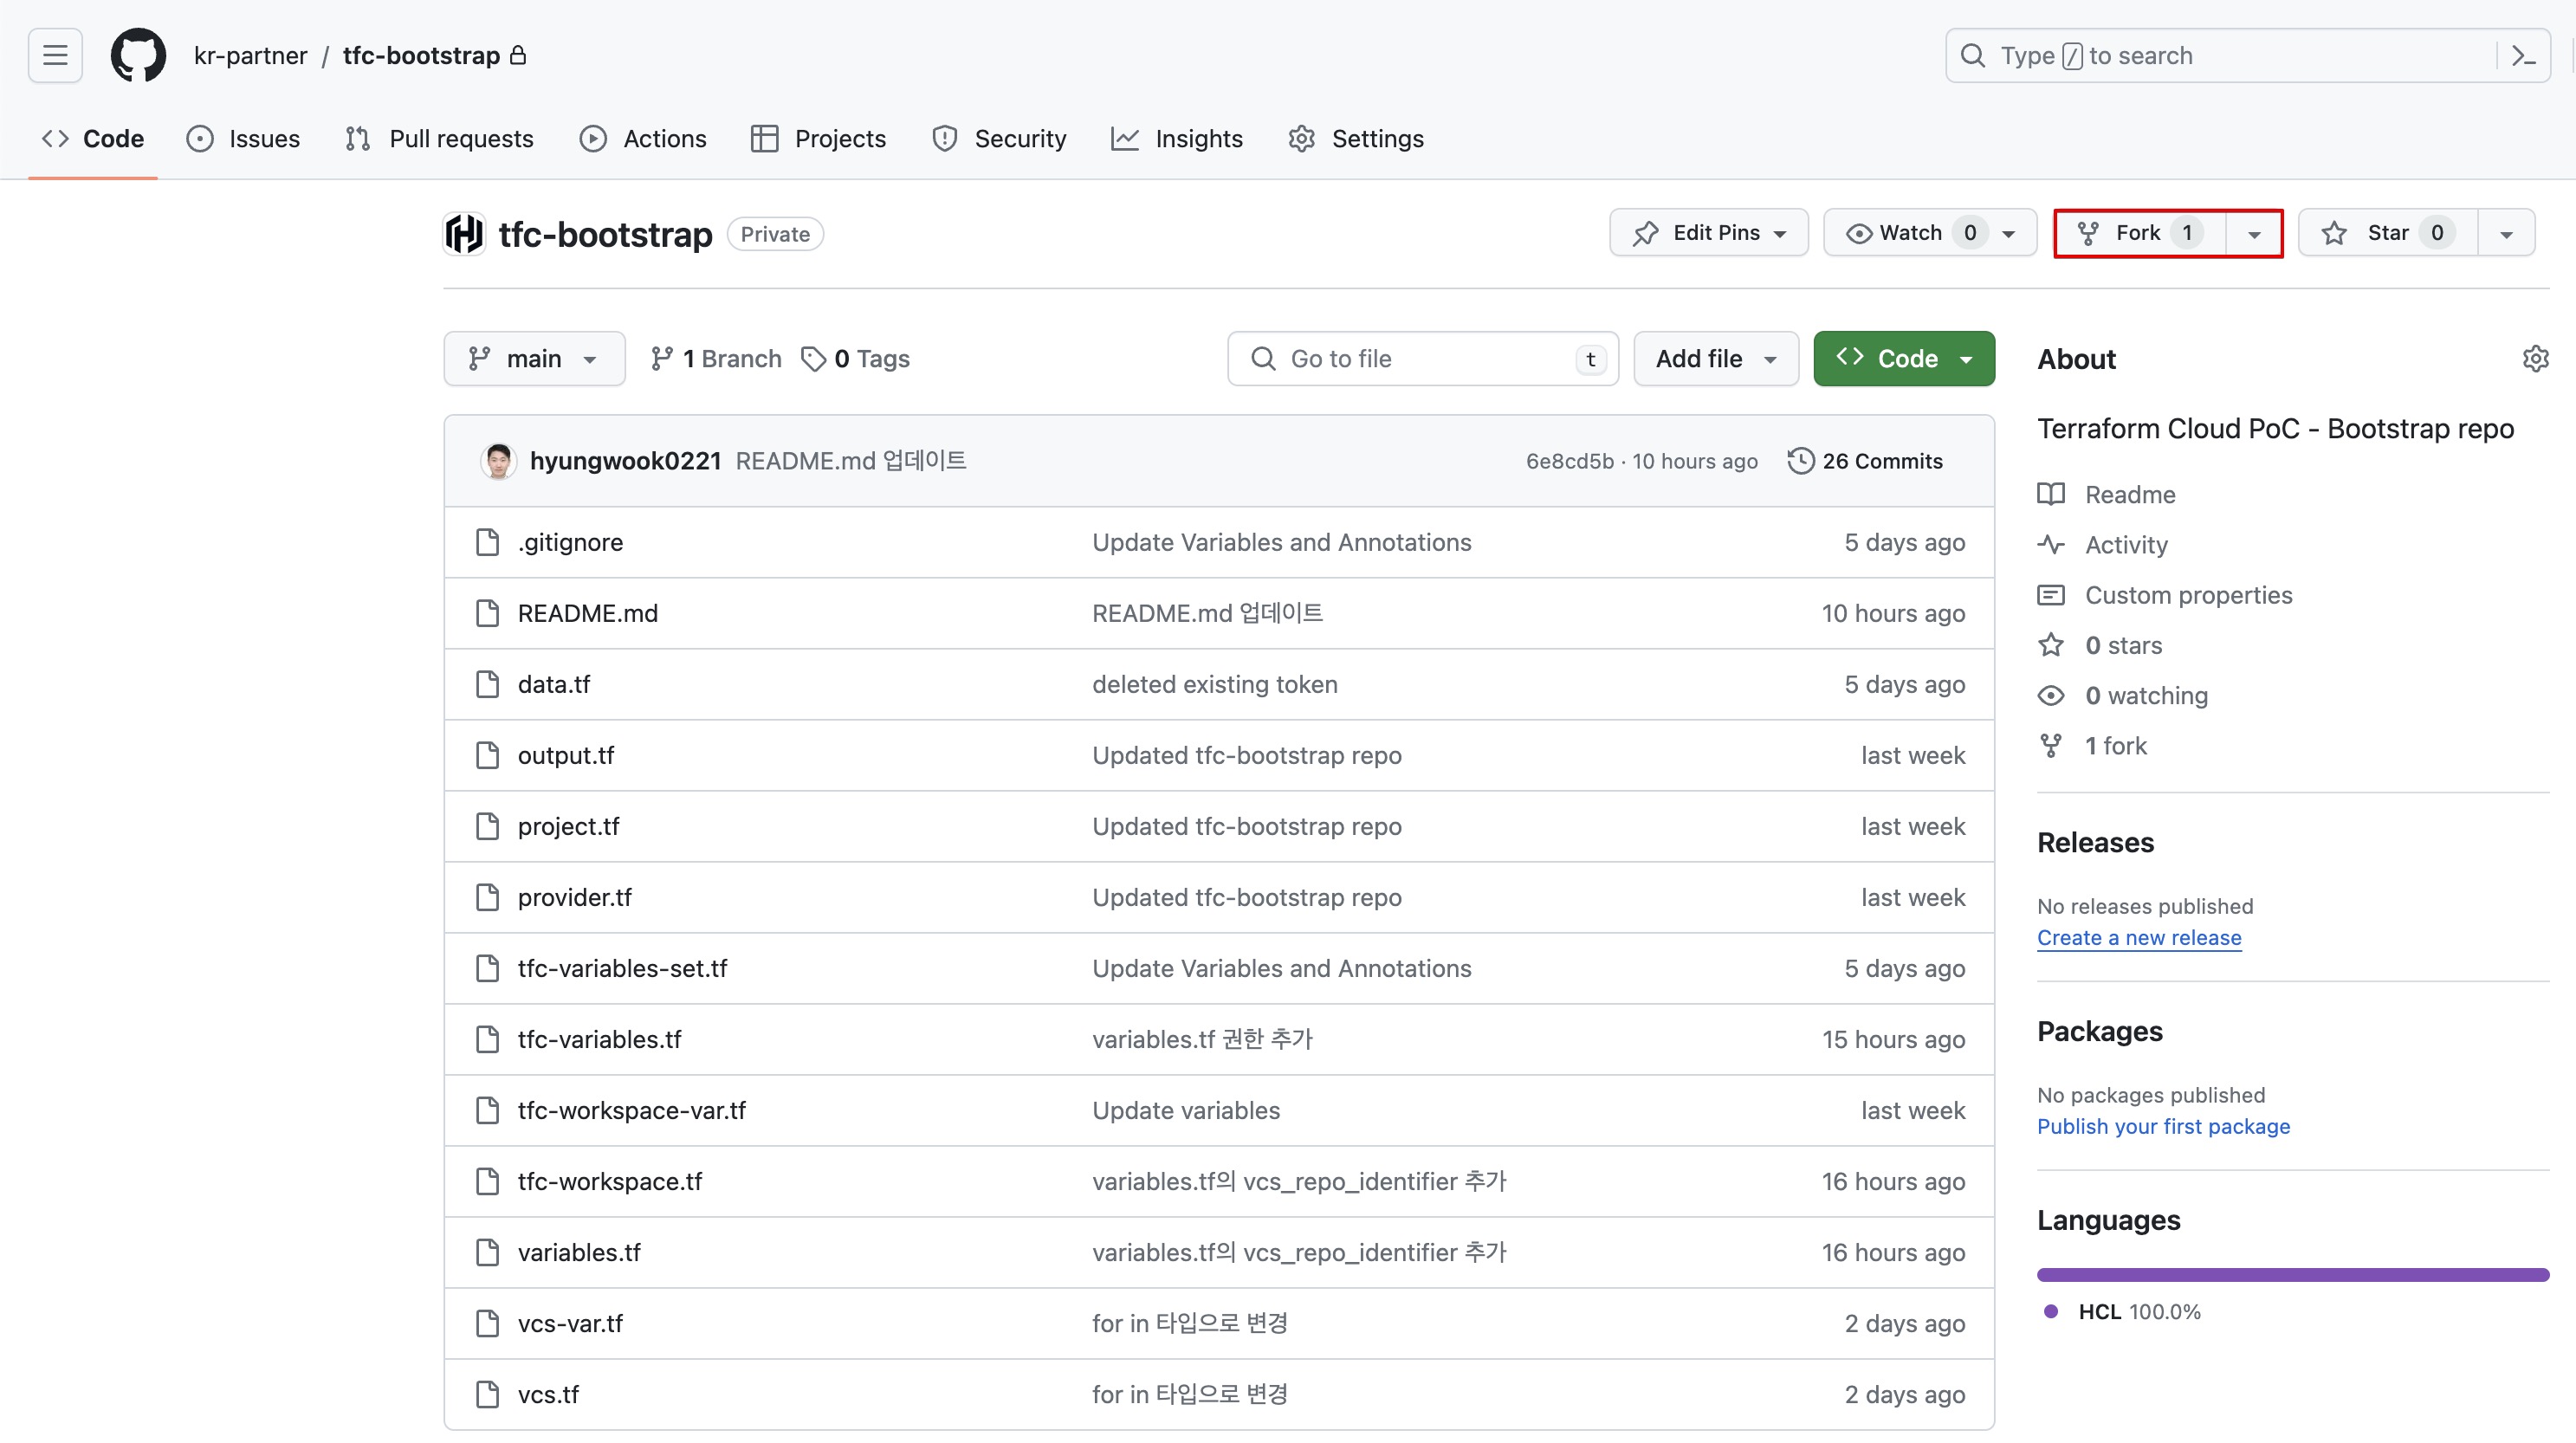 kr-partner / tfc-bootstrap
Type / to search
Code Issues Pull requests Actions Projects Security Insights Settings
tfc-bootstrap Private
Edit Pins Watch 0 Fork 1 Star 0
main 1 Branch 0 Tags
Go to file t Add file Code
hyungwook0221 README.md 업데이트 6e8cd5b · 10 hours ago 26 Commits
.gitignore Update Variables and Annotations 5 days ago
README.md README.md 업데이트 10 hours ago
data.tf deleted existing token 5 days ago
output.tf Updated tfc-bootstrap repo last week
project.tf Updated tfc-bootstrap repo last week
provider.tf Updated tfc-bootstrap repo last week
tfc-variables-set.tf Update Variables and Annotations 5 days ago
tfc-variables.tf variables.tf 권한 추가 15 hours ago
tfc-workspace-var.tf Update variables last week
tfc-workspace.tf variables.tf의 vcs_repo_identifier 추가 16 hours ago
variables.tf variables.tf의 vcs_repo_identifier 추가 16 hours ago
vcs-var.tf for in 타입으로 변경 2 days ago
vcs.tf for in 타입으로 변경 2 days ago
About
Terraform Cloud PoC - Bootstrap repo
Readme
Activity
Custom properties
0 stars
0 watching
1 fork
Releases
No releases published
Create a new release
Packages
No packages published
Publish your first package
Languages
HCL 100.0%